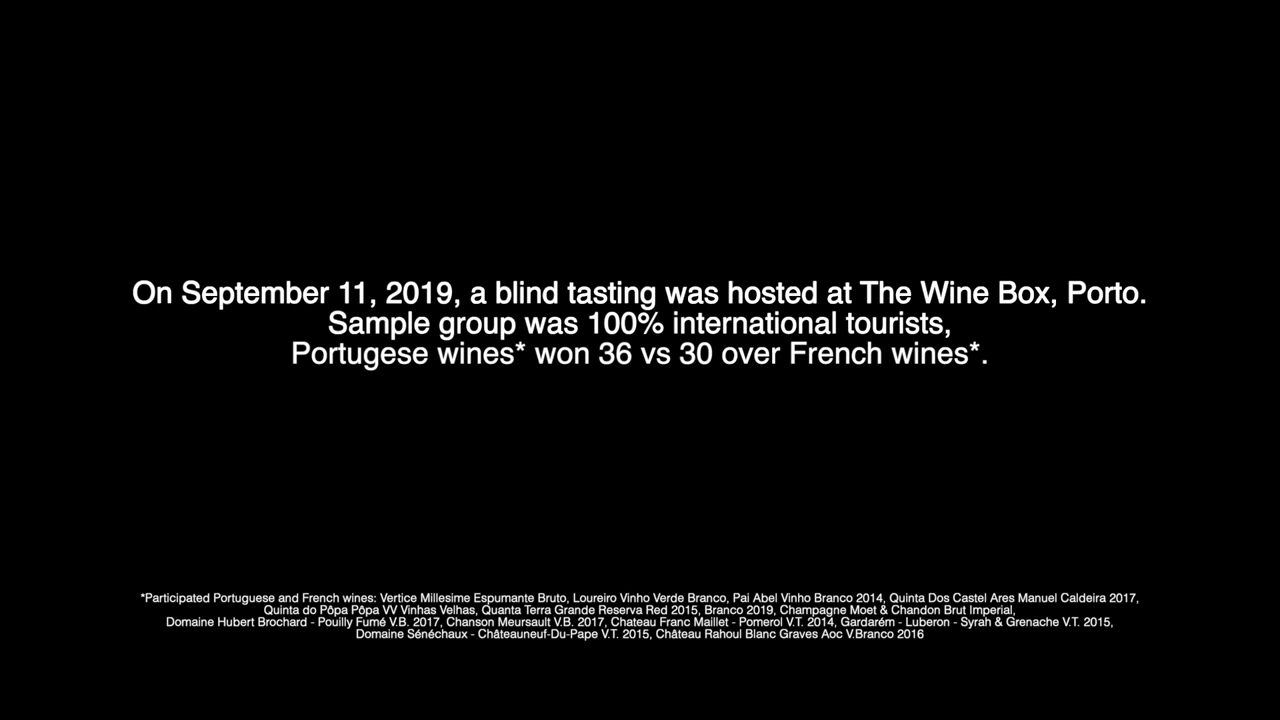 On September 11, 2019, a blind tasting was hosted at The Wine Box, Porto.
Sample group was 100% international tourists,
Portugese wines* won 36 vs 30 over French wines*.
*Participated Portuguese and French wines: Vertice Millesime Espumante Bruto, Loureiro Vinho Verde Branco, Pai Abel Vinho Branco 2014, Quinta Dos Castel Ares Manuel Caldeira 2017,
Quinta do Pôpa Pôpa VV Vinhas Velhas, Quanta Terra Grande Reserva Red 2015, Branco 2019, Champagne Moet & Chandon Brut Imperial,
Domaine Hubert Brochard - Pouilly Fumé V.B. 2017, Chanson Meursault V.B. 2017, Chateau Franc Maillet - Pomerol V.T. 2014, Gardarém - Luberon - Syrah & Grenache V.T. 2015,
Domaine Sénéchaux - Châteauneuf-Du-Pape V.T. 2015, Château Rahoul Blanc Graves Aoc V.Branco 2016